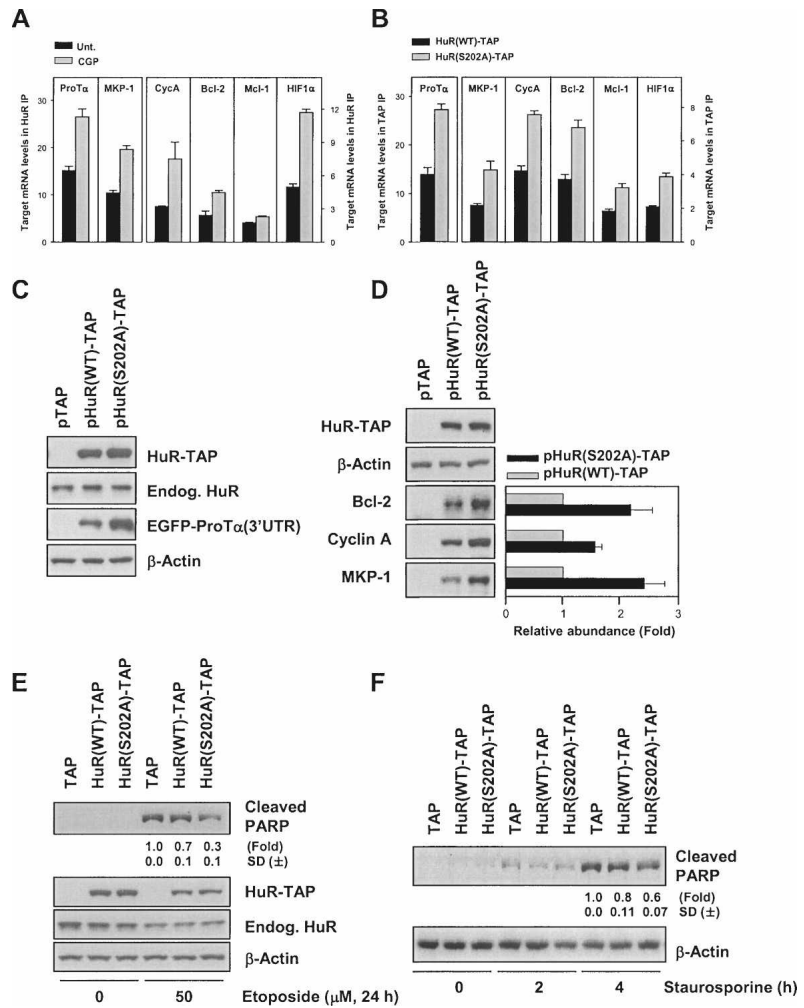 A
Unt.
CGP
ProTα
MKP-1
CycA
Bcl-2
Mcl-1
HIF1α
Target mRNA levels in HuR IP
30
20
10
0
12
9
6
3
0
Target mRNA levels in HuR IP
B
HuR(WT)-TAP
HuR(S202A)-TAP
ProTα
MKP-1
CycA
Bcl-2
Mcl-1
HIF1α
Target mRNA levels in TAP IP
30
20
10
0
8
6
4
2
0
Target mRNA levels in TAP IP
C
pTAP
pHuR(WT)-TAP
pHuR(S202A)-TAP
HuR-TAP
Endog. HuR
EGFP-ProTα(3'UTR)
β-Actin
D
pTAP
pHuR(WT)-TAP
pHuR(S202A)-TAP
HuR-TAP
β-Actin
Bcl-2
Cyclin A
MKP-1
pHuR(S202A)-TAP
pHuR(WT)-TAP
0 1 2 3
Relative abundance (Fold)
E
TAP
HuR(WT)-TAP
HuR(S202A)-TAP
TAP
HuR(WT)-TAP
HuR(S202A)-TAP
Cleaved
PARP
1.0 0.7 0.3 (Fold)
0.0 0.1 0.1 SD (±)
HuR-TAP
Endog. HuR
β-Actin
0 50 Etoposide (μM, 24 h)
F
TAP
HuR(WT)-TAP
HuR(S202A)-TAP
TAP
HuR(WT)-TAP
HuR(S202A)-TAP
TAP
HuR(WT)-TAP
HuR(S202A)-TAP
Cleaved
PARP
1.0 0.8 0.6 (Fold)
0.0 0.11 0.07 SD (±)
β-Actin
0 2 4 Staurosporine (h)